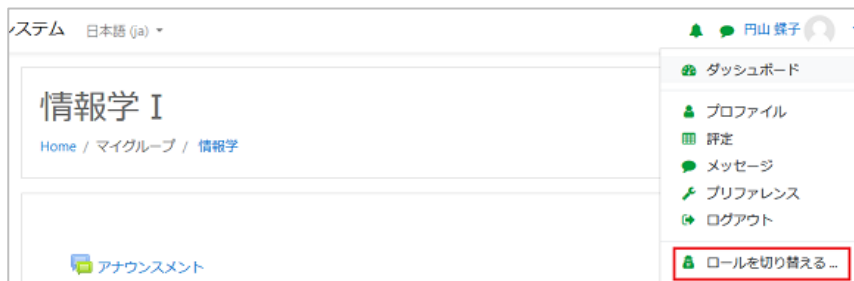 ステム 日本語 (ja)
円山 蝶子
情報学 I
Home / マイグループ / 情報学
アナウンスメント
ダッシュボード
プロファイル
評定
メッセージ
プリファレンス
ログアウト
ロールを切り替える ...